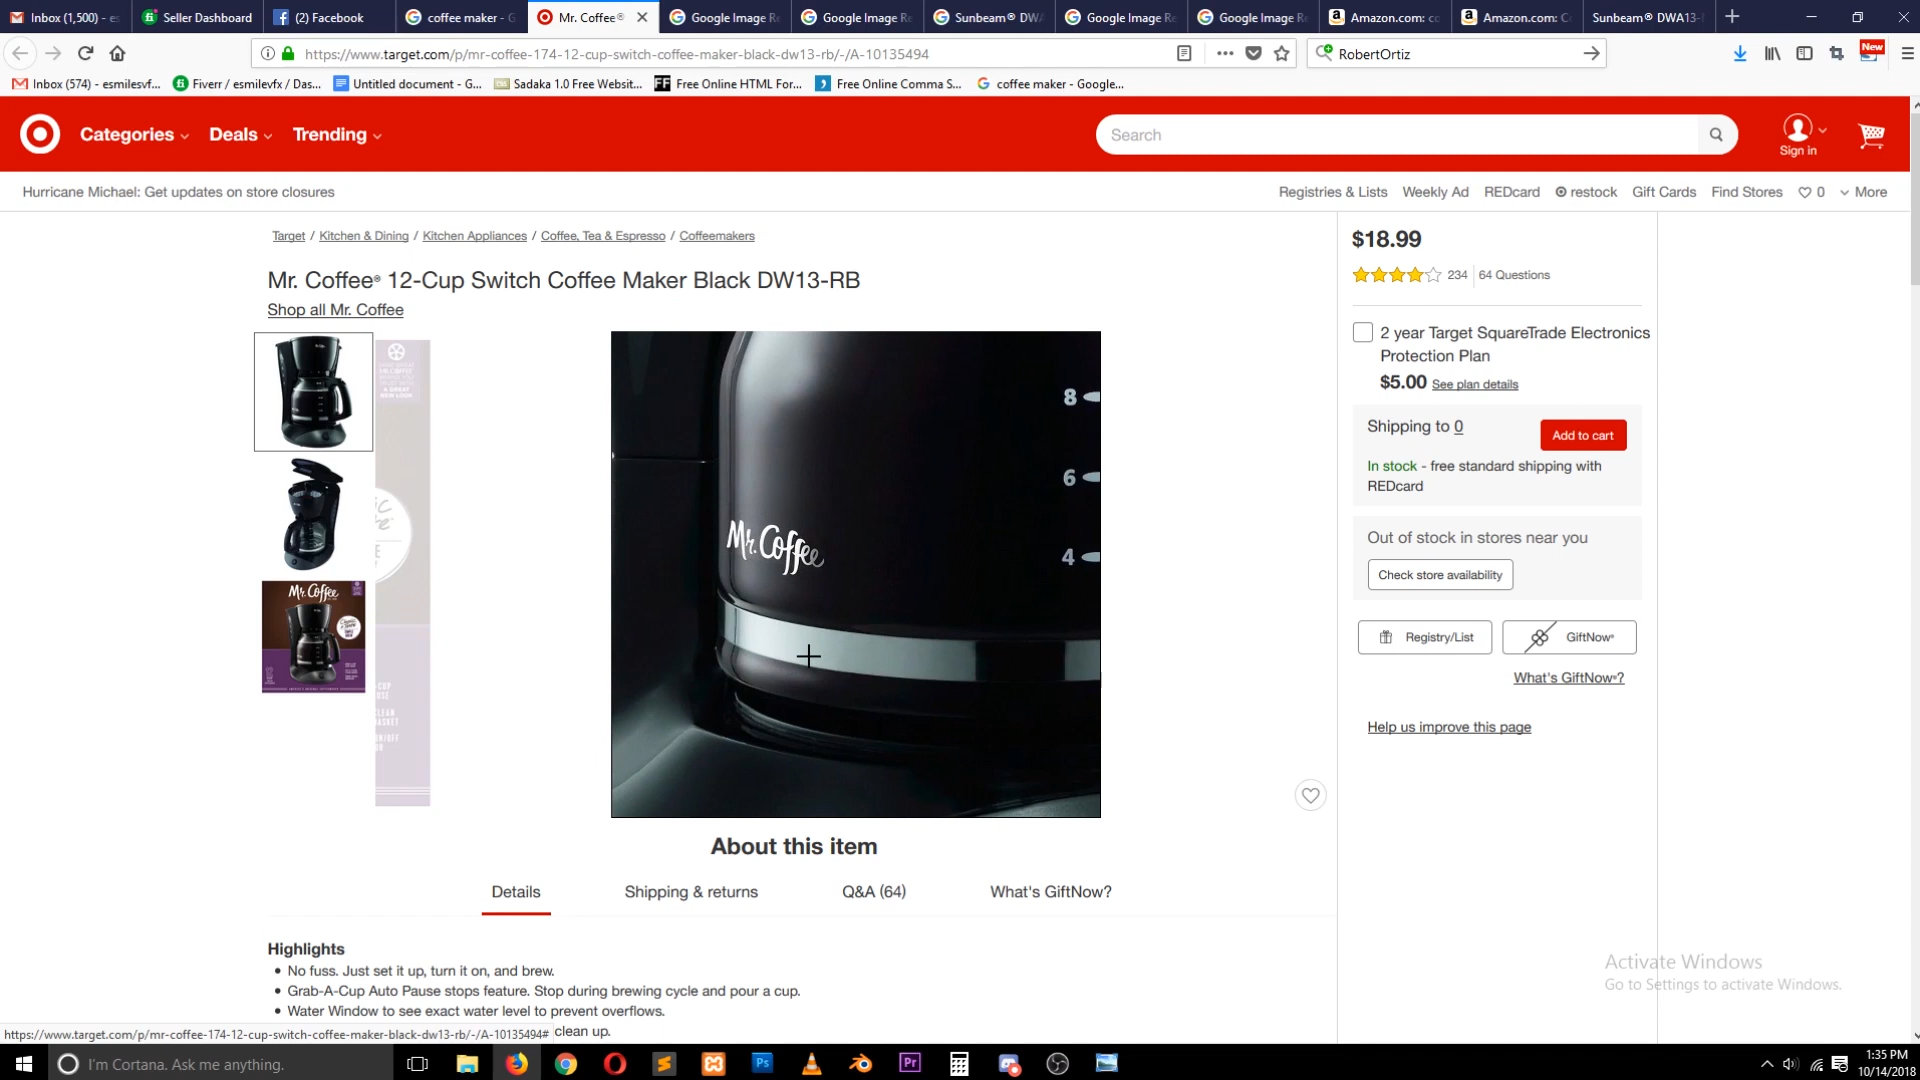 Inbox (1,500) - es
Seller Dashboard
(2) Facebook
coffee maker - G
Mr. Coffee®
Google Image Re
Google Image Re
Sunbeam® DWA
Google Image Re
Google Image Re
Amazon.com: co
Amazon.com: Co
Sunbeam® DWA13-
https://www.target.com/p/mr-coffee-174-12-cup-switch-coffee-maker-black-dw13-rb/-/A-10135494
RobertOrtiz
New
Inbox (574) - esmilesvf...
Fiverr / esmilevfx / Das...
Untitled document - G...
Sadaka 1.0 Free Websit...
Free Online HTML For...
Free Online Comma S...
coffee maker - Google...
Categories
Deals
Trending
Search
Sign in
Hurricane Michael: Get updates on store closures
Registries & Lists
Weekly Ad
REDcard
restock
Gift Cards
Find Stores
0
More
Target / Kitchen & Dining / Kitchen Appliances / Coffee, Tea & Espresso / Coffeemakers
Mr. Coffee® 12-Cup Switch Coffee Maker Black DW13-RB
Shop all Mr. Coffee
$18.99
234
64 Questions
2 year Target SquareTrade Electronics
Protection Plan
$5.00 See plan details
Shipping to 0
Add to cart
In stock - free standard shipping with
REDcard
Out of stock in stores near you
Check store availability
Registry/List
GiftNow®
What's GiftNow®?
Help us improve this page
8
6
4
Mr. Coffee
Mr. Coffee
About this item
Details
Shipping & returns
Q&A (64)
What's GiftNow?
Highlights
• No fuss. Just set it up, turn it on, and brew.
• Grab-A-Cup Auto Pause stops feature. Stop during brewing cycle and pour a cup.
• Water Window to see exact water level to prevent overflows.
clean up.
https://www.target.com/p/mr-coffee-174-12-cup-switch-coffee-maker-black-dw13-rb/-/A-10135494#
Activate Windows
Go to Settings to activate Windows.
I'm Cortana. Ask me anything.
1:35 PM
10/14/2018